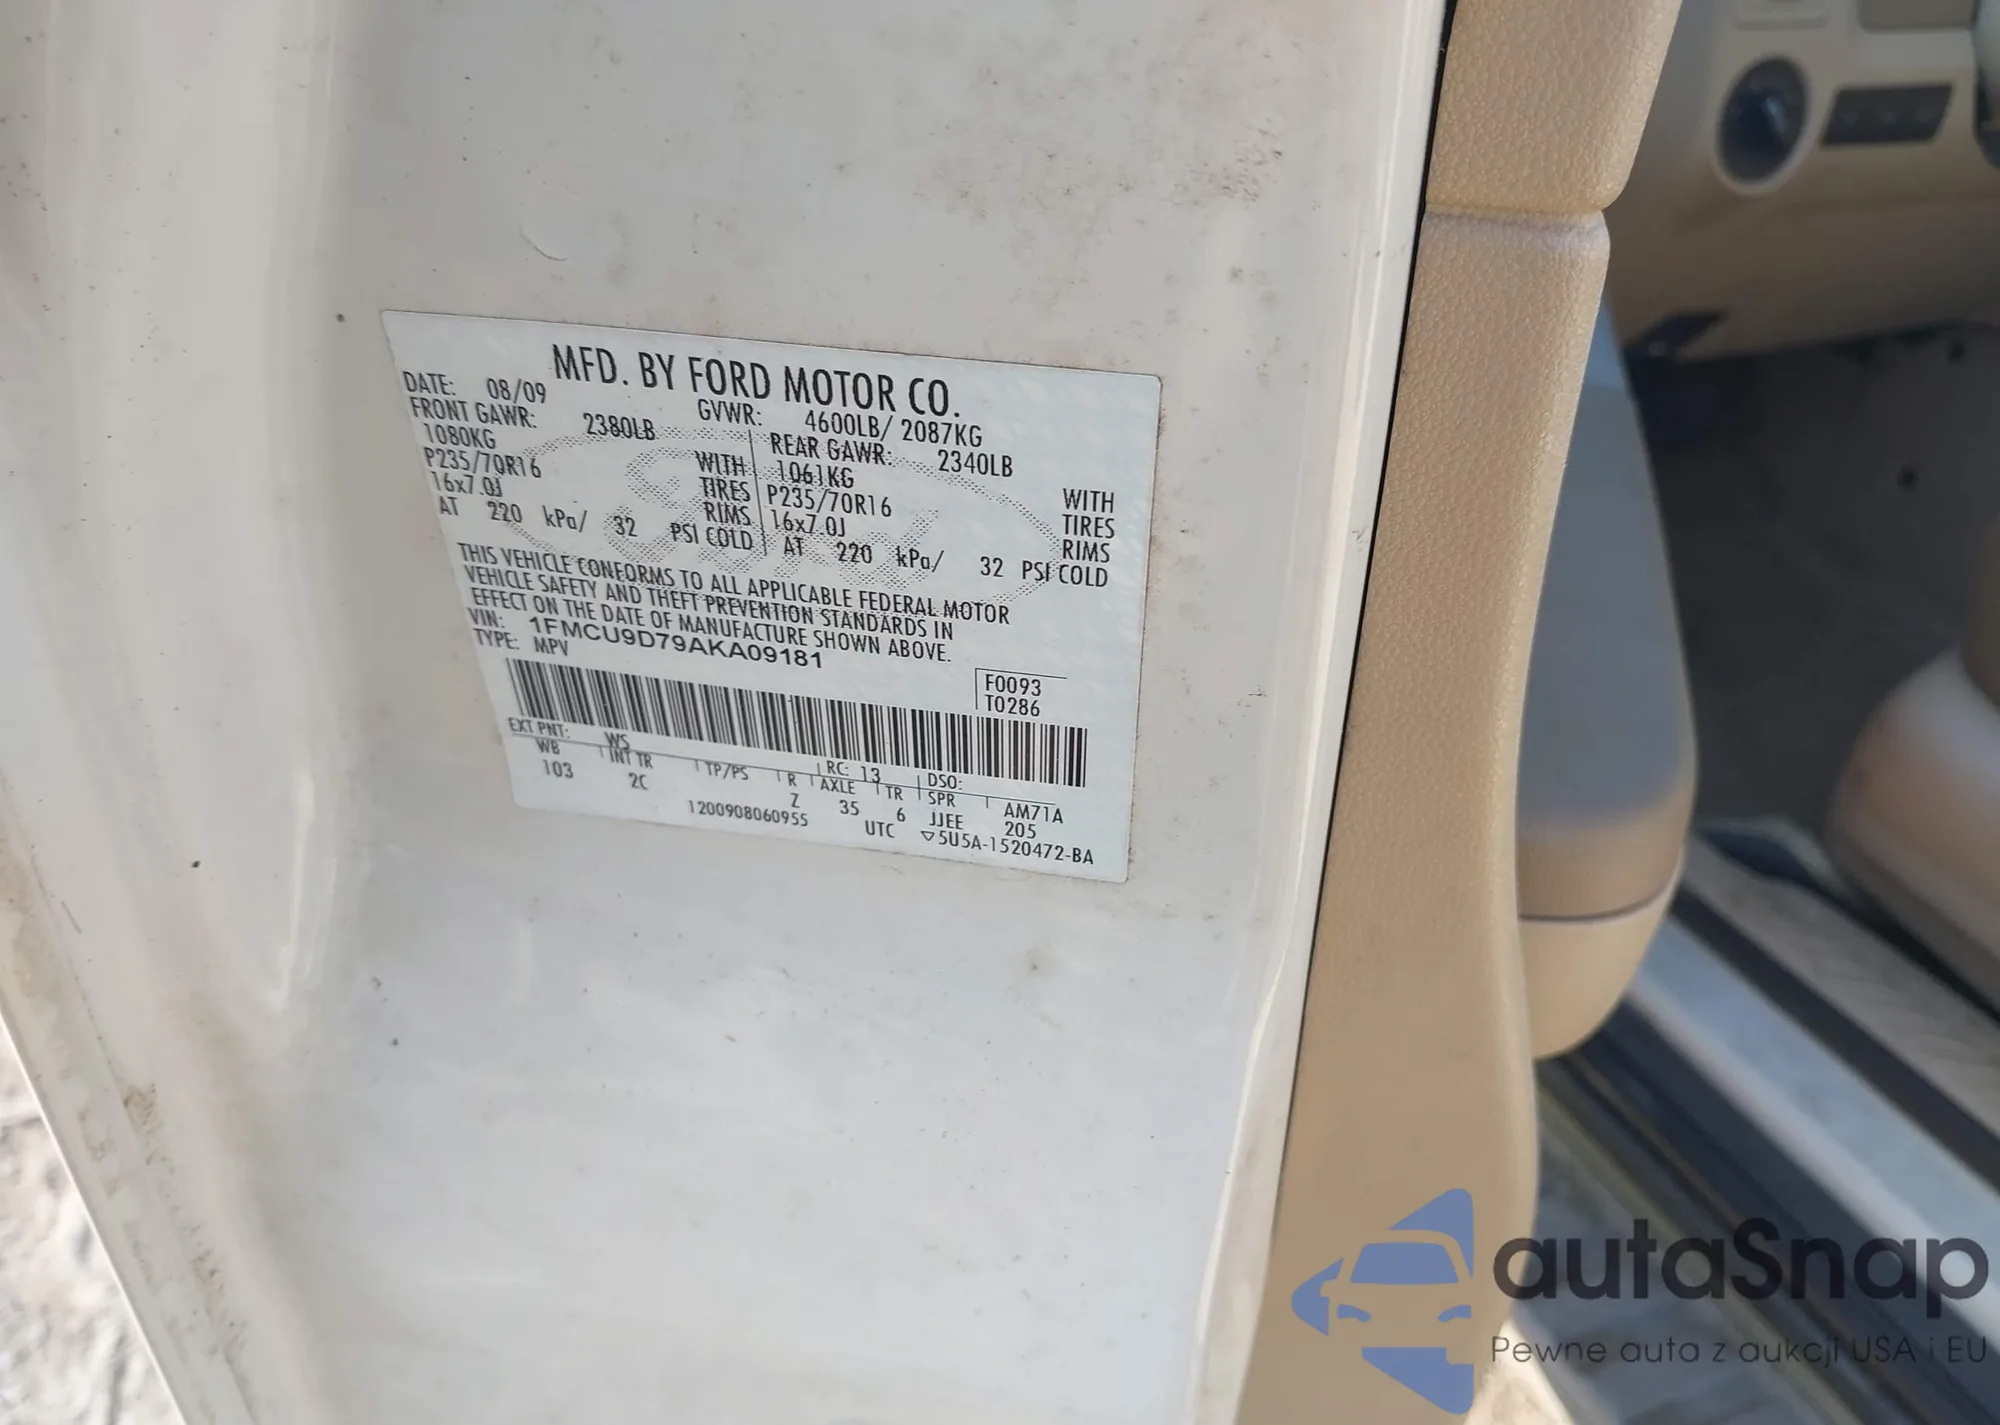 MFD. BY FORD MOTOR CO.
DATE: 08/09 GVWR: 4600LB/ 2087KG
FRONT GAWR: 2380LB REAR GAWR: 2340LB
1080KG WITH 1061KG WITH
P235/70R16 TIRES P235/70R16 TIRES
16x7.0J RIMS 16x7.0J RIMS
AT 220 kPa/ 32 PSI COLD AT 220 kPa/ 32 PSI COLD
THIS VEHICLE CONFORMS TO ALL APPLICABLE FEDERAL MOTOR
VEHICLE SAFETY AND THEFT PREVENTION STANDARDS IN
EFFECT ON THE DATE OF MANUFACTURE SHOWN ABOVE.
VIN: 1FMCU9D79AKA09181
TYPE: MPV
F0093
T0286
EXT PNT: WS RC: 13 DSO:
WB INT TR TP/PS R AXLE TR SPR AM71A
103 2C Z 35 6 JJEE 205
1200908060955 UTC ▽5U5A-1520472-BA
autaSnap
Pewne auta z aukcji USA i EU